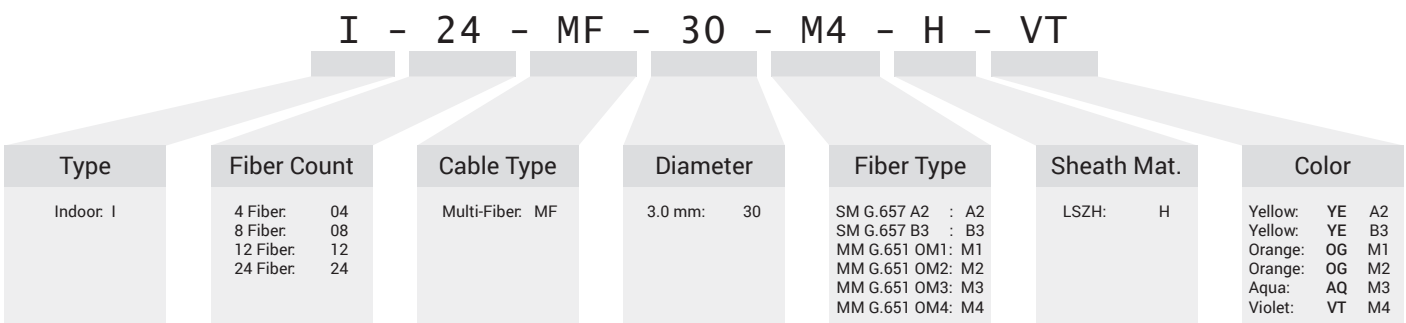 I - 24 - MF - 30 - M4 - H - VT
Type
Indoor: I
Fiber Count
4 Fiber: 04
8 Fiber: 08
12 Fiber: 12
24 Fiber: 24
Cable Type
Multi-Fiber: MF
Diameter
3.0 mm: 30
Fiber Type
SM G.657 A2 : A2
SM G.657 B3 : B3
MM G.651 OM1: M1
MM G.651 OM2: M2
MM G.651 OM3: M3
MM G.651 OM4: M4
Sheath Mat.
LSZH: H
Color
Yellow: YE A2
Yellow: YE B3
Orange: OG M1
Orange: OG M2
Aqua: AQ M3
Violet: VT M4